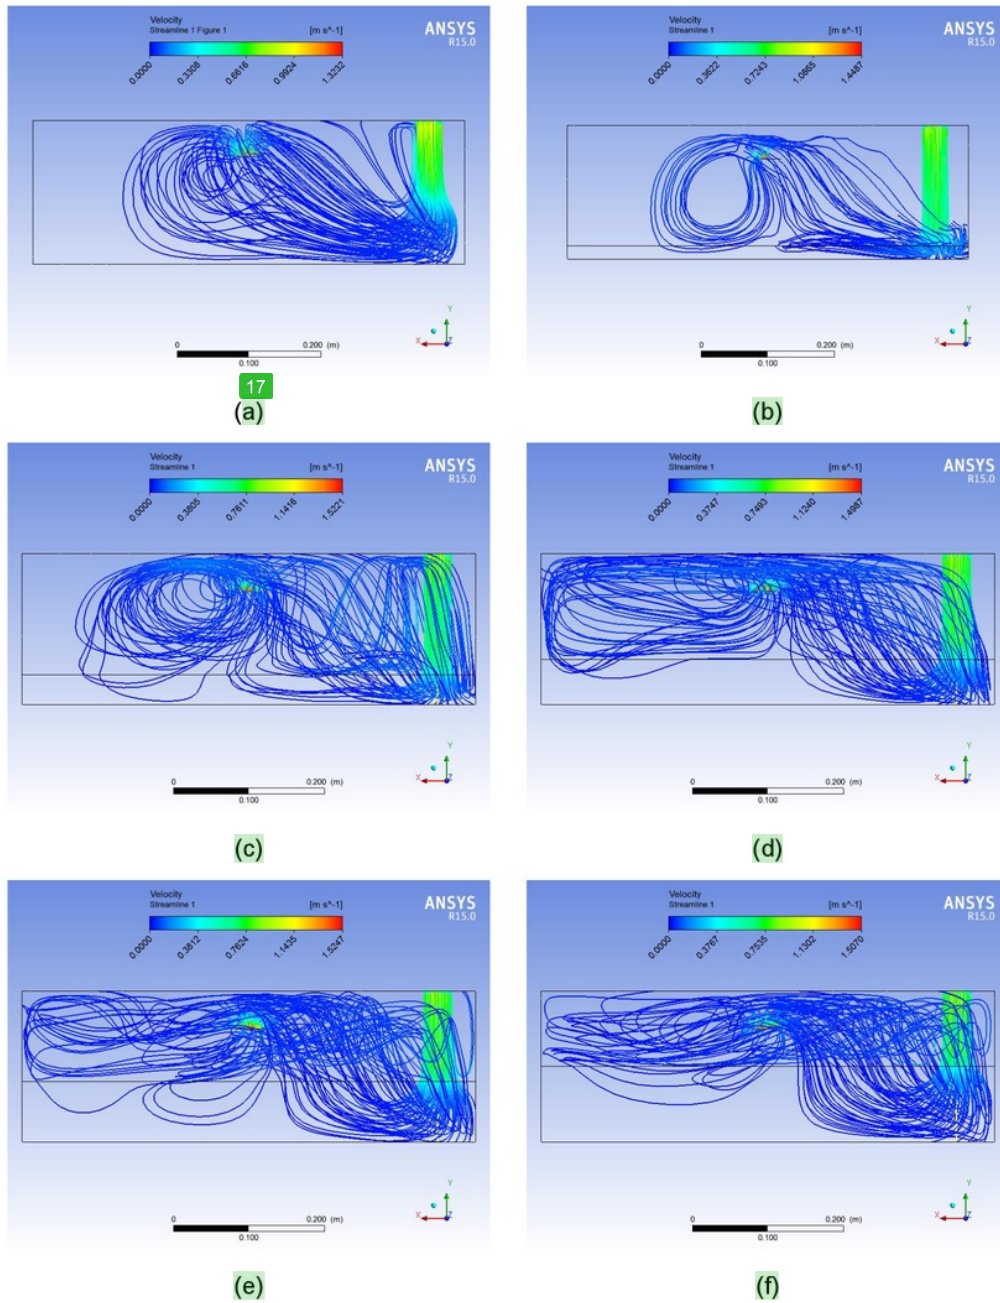 Velocity
Streamline 1 Figure 1
[m s^-1]
ANSYS
R15.0
0.0000 0.3308 0.6616 0.9924 1.3232
Y
X Z
0 0.200 (m)
0.100
17
(a)
Velocity
Streamline 1
[m s^-1]
ANSYS
R15.0
0.0000 0.3622 0.7243 1.0865 1.4487
Y
X Z
0 0.200 (m)
0.100
(b)
Velocity
Streamline 1
[m s^-1]
ANSYS
R15.0
0.0000 0.3805 0.7611 1.1416 1.5221
Y
X Z
0 0.200 (m)
0.100
(c)
Velocity
Streamline 1
[m s^-1]
ANSYS
R15.0
0.0000 0.3747 0.7493 1.1240 1.4987
Y
X Z
0 0.200 (m)
0.100
(d)
Velocity
Streamline 1
[m s^-1]
ANSYS
R15.0
0.0000 0.3812 0.7624 1.1435 1.5247
Y
X Z
0 0.200 (m)
0.100
(e)
Velocity
Streamline 1
[m s^-1]
ANSYS
R15.0
0.0000 0.3767 0.7535 1.1302 1.5070
Y
X Z
0 0.200 (m)
0.100
(f)